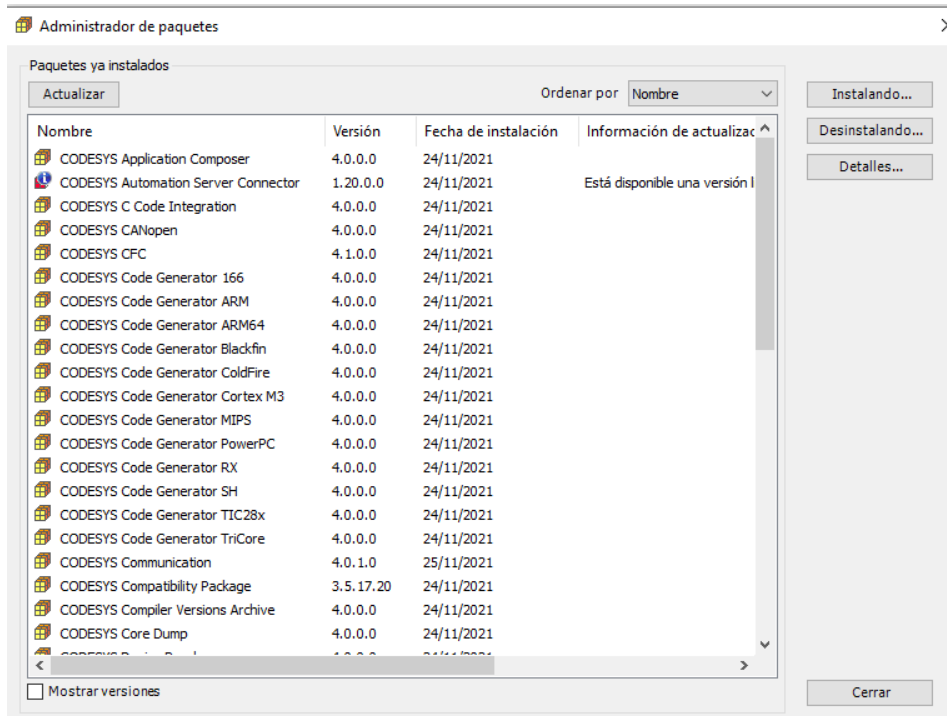 Administrador de paquetes
Paquetes ya instalados
Actualizar
Ordenar por Nombre
Instalando...
Desinstalando...
Detalles...
Nombre Versión Fecha de instalación Información de actualizac
CODESYS Application Composer 4.0.0.0 24/11/2021
CODESYS Automation Server Connector 1.20.0.0 24/11/2021 Está disponible una versión l
CODESYS C Code Integration 4.0.0.0 24/11/2021
CODESYS CANopen 4.0.0.0 24/11/2021
CODESYS CFC 4.1.0.0 24/11/2021
CODESYS Code Generator 166 4.0.0.0 24/11/2021
CODESYS Code Generator ARM 4.0.0.0 24/11/2021
CODESYS Code Generator ARM64 4.0.0.0 24/11/2021
CODESYS Code Generator Blackfin 4.0.0.0 24/11/2021
CODESYS Code Generator ColdFire 4.0.0.0 24/11/2021
CODESYS Code Generator Cortex M3 4.0.0.0 24/11/2021
CODESYS Code Generator MIPS 4.0.0.0 24/11/2021
CODESYS Code Generator PowerPC 4.0.0.0 24/11/2021
CODESYS Code Generator RX 4.0.0.0 24/11/2021
CODESYS Code Generator SH 4.0.0.0 24/11/2021
CODESYS Code Generator TIC28x 4.0.0.0 24/11/2021
CODESYS Code Generator TriCore 4.0.0.0 24/11/2021
CODESYS Communication 4.0.1.0 25/11/2021
CODESYS Compatibility Package 3.5.17.20 24/11/2021
CODESYS Compiler Versions Archive 4.0.0.0 24/11/2021
CODESYS Core Dump 4.0.0.0 24/11/2021
Mostrar versiones
Cerrar